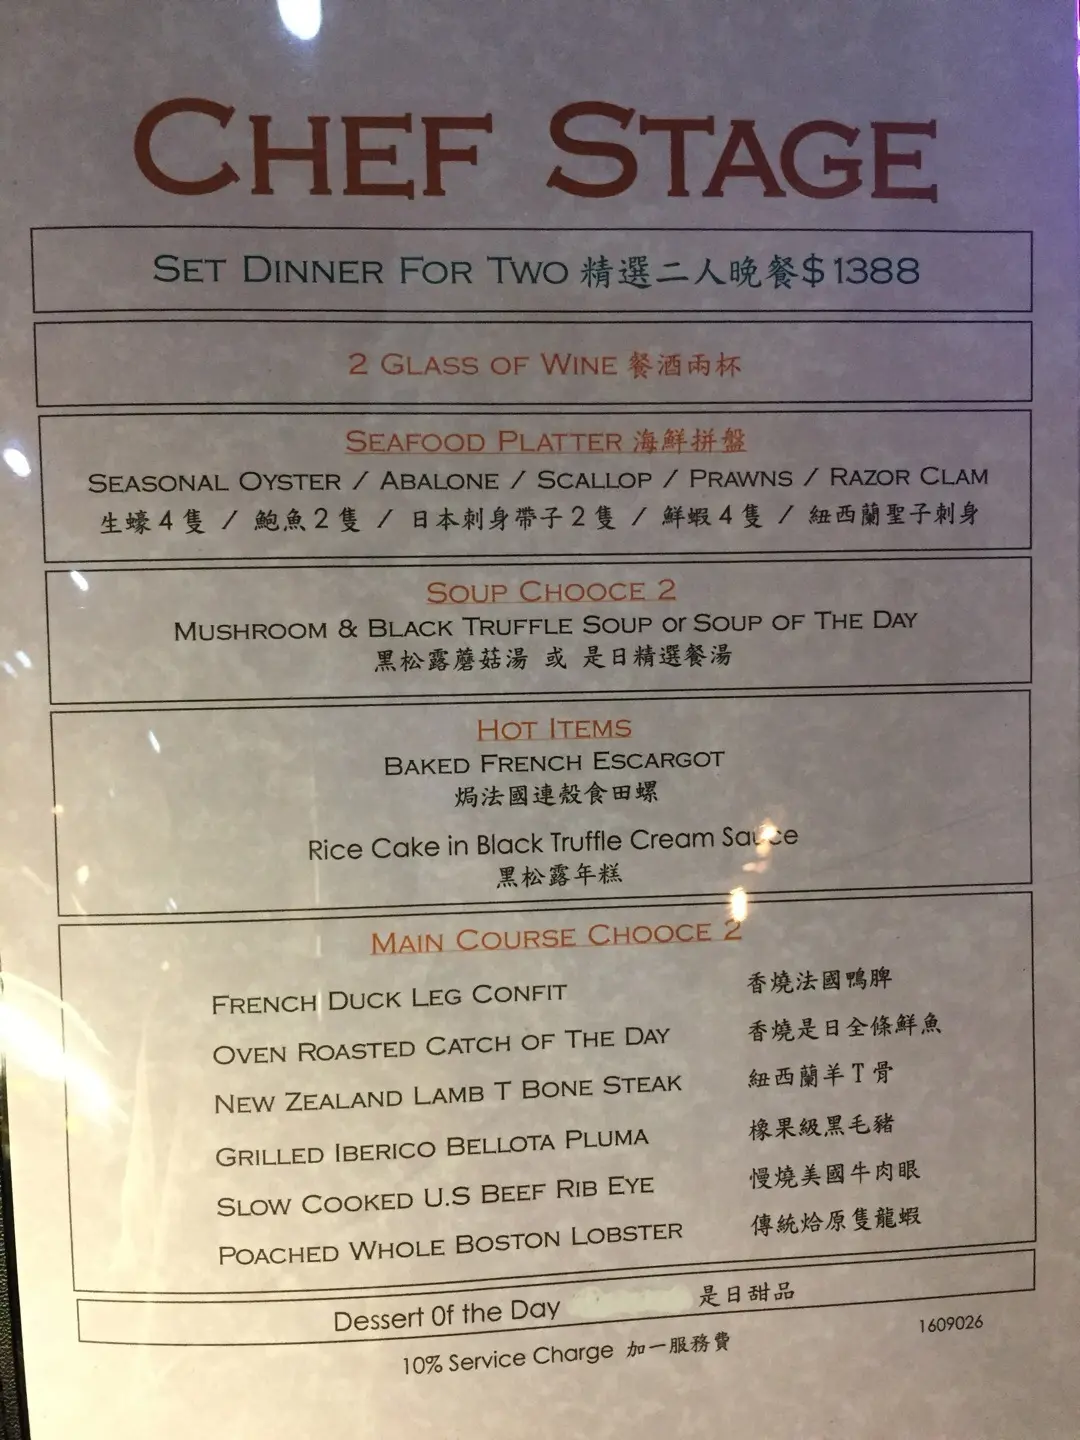 CHEF STAGE
SET DINNER FOR TWO 精選二人晚餐$1388
2 GLASS OF WINE 餐酒兩杯
SEAFOOD PLATTER 海鮮拼盤
SEASONAL OYSTER / ABALONE / SCALLOP / PRAWNS / RAZOR CLAM
生蠔4隻 / 鮑魚2隻 / 日本刺身帶子2隻 / 鮮蝦4隻 / 紐西蘭聖子刺身
SOUP CHOOCE 2
MUSHROOM & BLACK TRUFFLE SOUP or SOUP OF THE DAY
黑松露蘑菇湯 或 是日精選餐湯
HOT ITEMS
BAKED FRENCH ESCARGOT
焗法國連殼食田螺
Rice Cake in Black Truffle Cream Sauce
黑松露年糕
MAIN COURSE CHOOCE 2
FRENCH DUCK LEG CONFIT 香燒法國鴨脾
OVEN ROASTED CATCH OF THE DAY 香燒是日全條鮮魚
NEW ZEALAND LAMB T BONE STEAK 紐西蘭羊T骨
GRILLED IBERICO BELLOTA PLUMA 橡果級黑毛豬
SLOW COOKED U.S BEEF RIB EYE 慢燒美國牛肉眼
POACHED WHOLE BOSTON LOBSTER 傳統烚原隻龍蝦
Dessert Of the Day 是日甜品
10% Service Charge 加一服務費
1609026